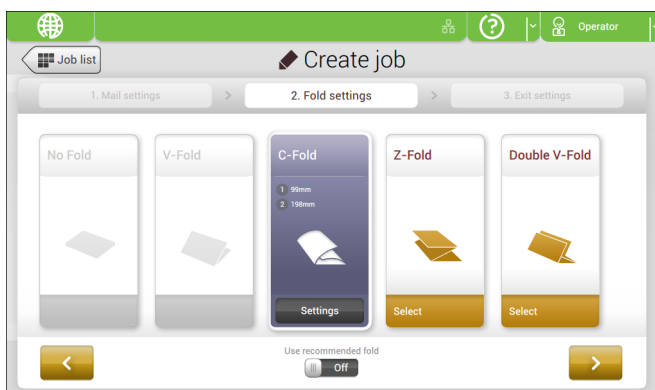 Operator
Job list
Create job
1. Mail settings
>
2. Fold settings
>
3. Exit settings
No Fold
V-Fold
C-Fold
1 99mm
2 198mm
Settings
Z-Fold
Select
Double V-Fold
Select
Use recommended fold
Off